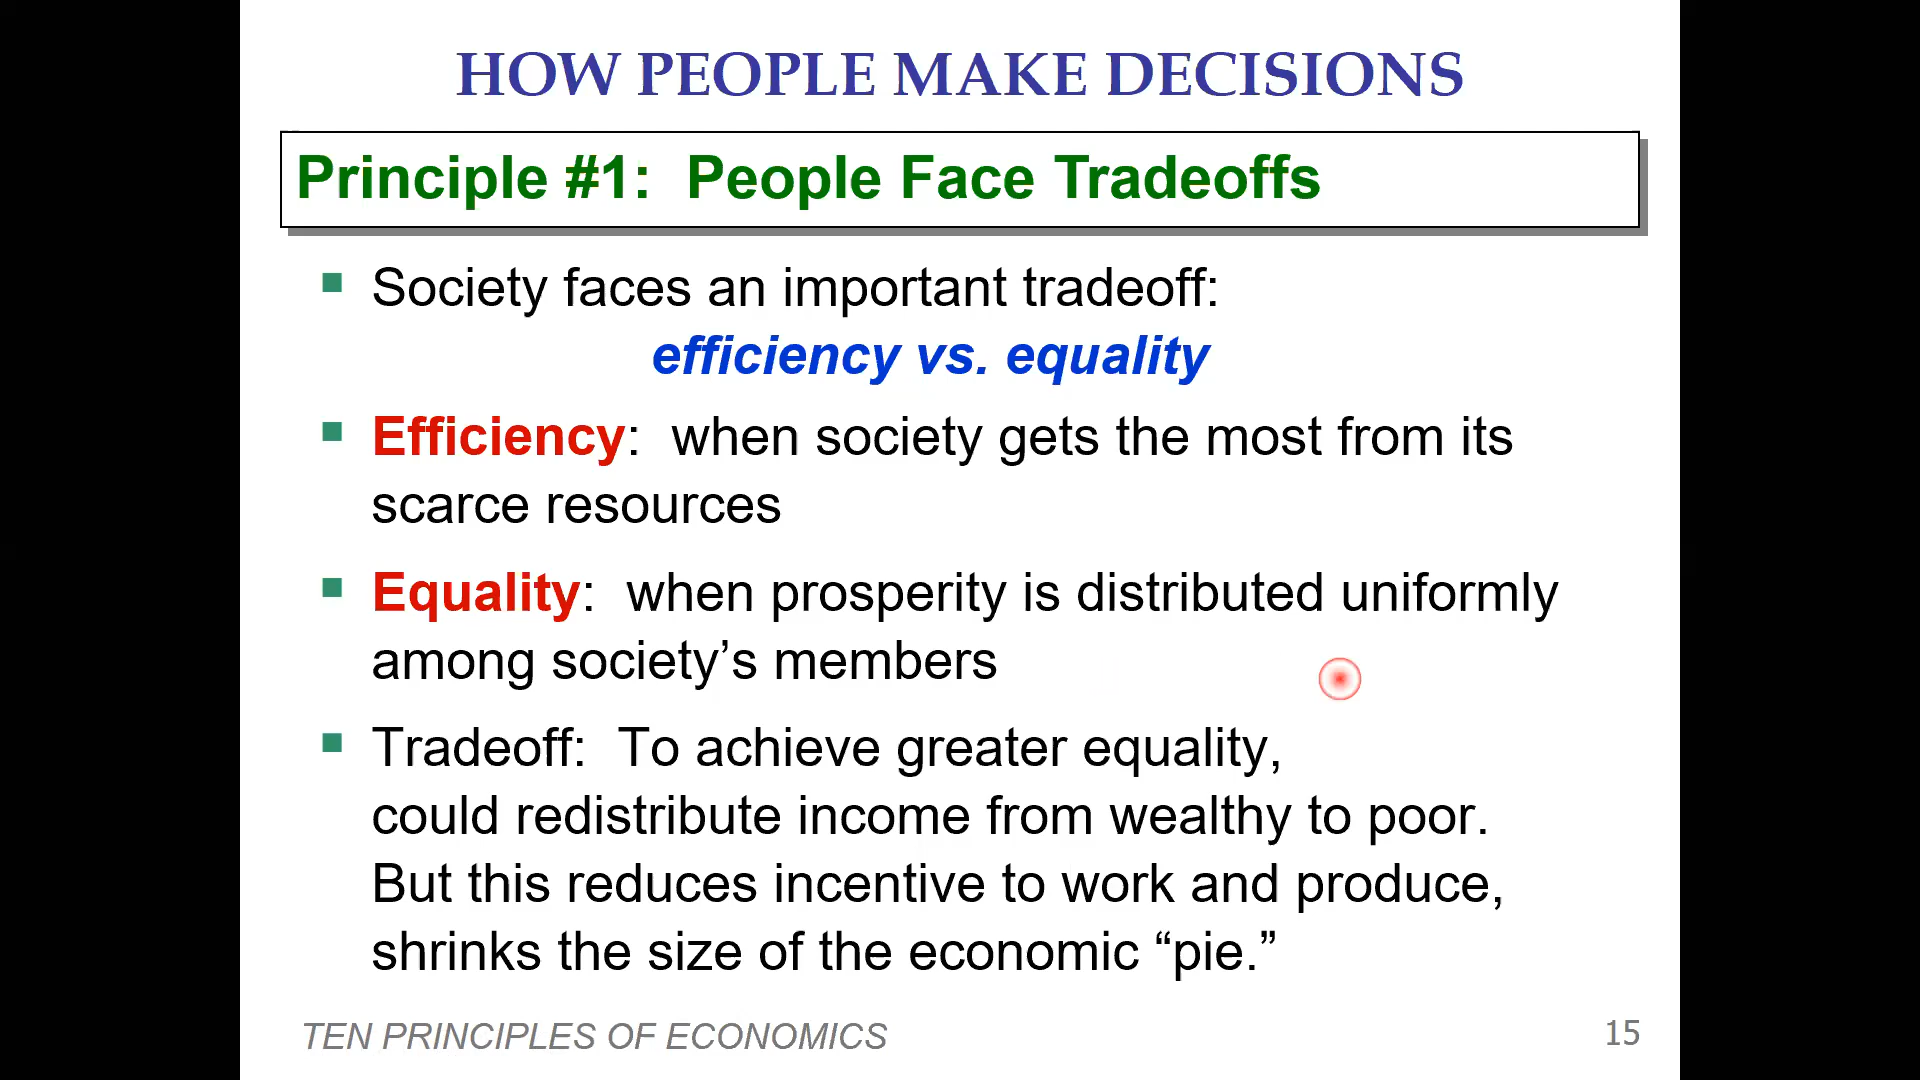 HOW PEOPLE MAKE DECISIONS
Principle #1:  People Face Tradeoffs
Society faces an important tradeoff:
efficiency vs. equality
Efficiency:  when society gets the most from its
scarce resources
Equality:  when prosperity is distributed uniformly
among society’s members
Tradeoff:  To achieve greater equality,
could redistribute income from wealthy to poor.
But this reduces incentive to work and produce,
shrinks the size of the economic “pie.”
TEN PRINCIPLES OF ECONOMICS
15